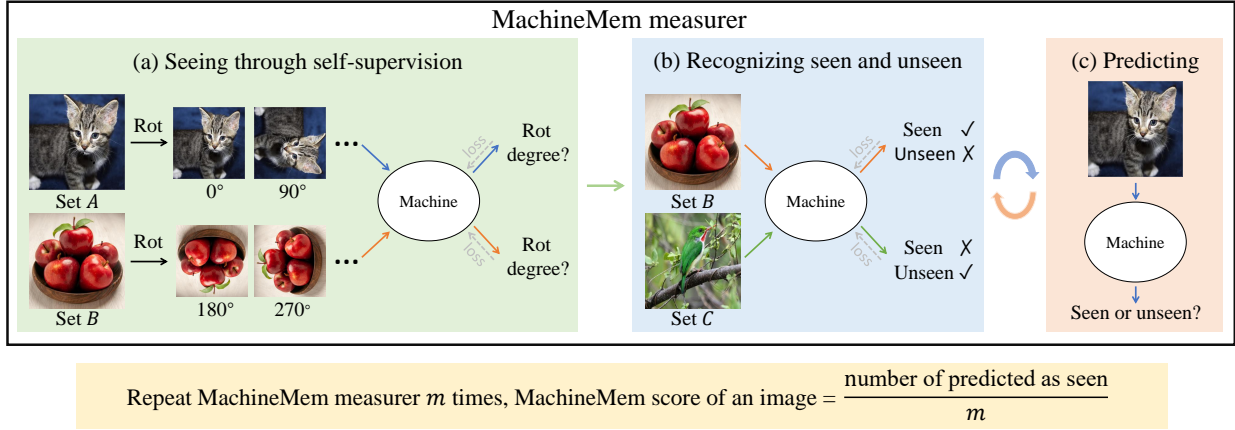 MachineMem measurer
(a) Seeing through self-supervision
Rot
0°
90°
...
Set A
Rot
180°
270°
...
Set B
Machine
loss
Rot
degree?
loss
Rot
degree?
(b) Recognizing seen and unseen
Set B
Set C
Machine
loss
Seen ✓
Unseen ✗
loss
Seen ✗
Unseen ✓
(c) Predicting
Machine
Seen or unseen?
Repeat MachineMem measurer m times, MachineMem score of an image = number of predicted as seen / m